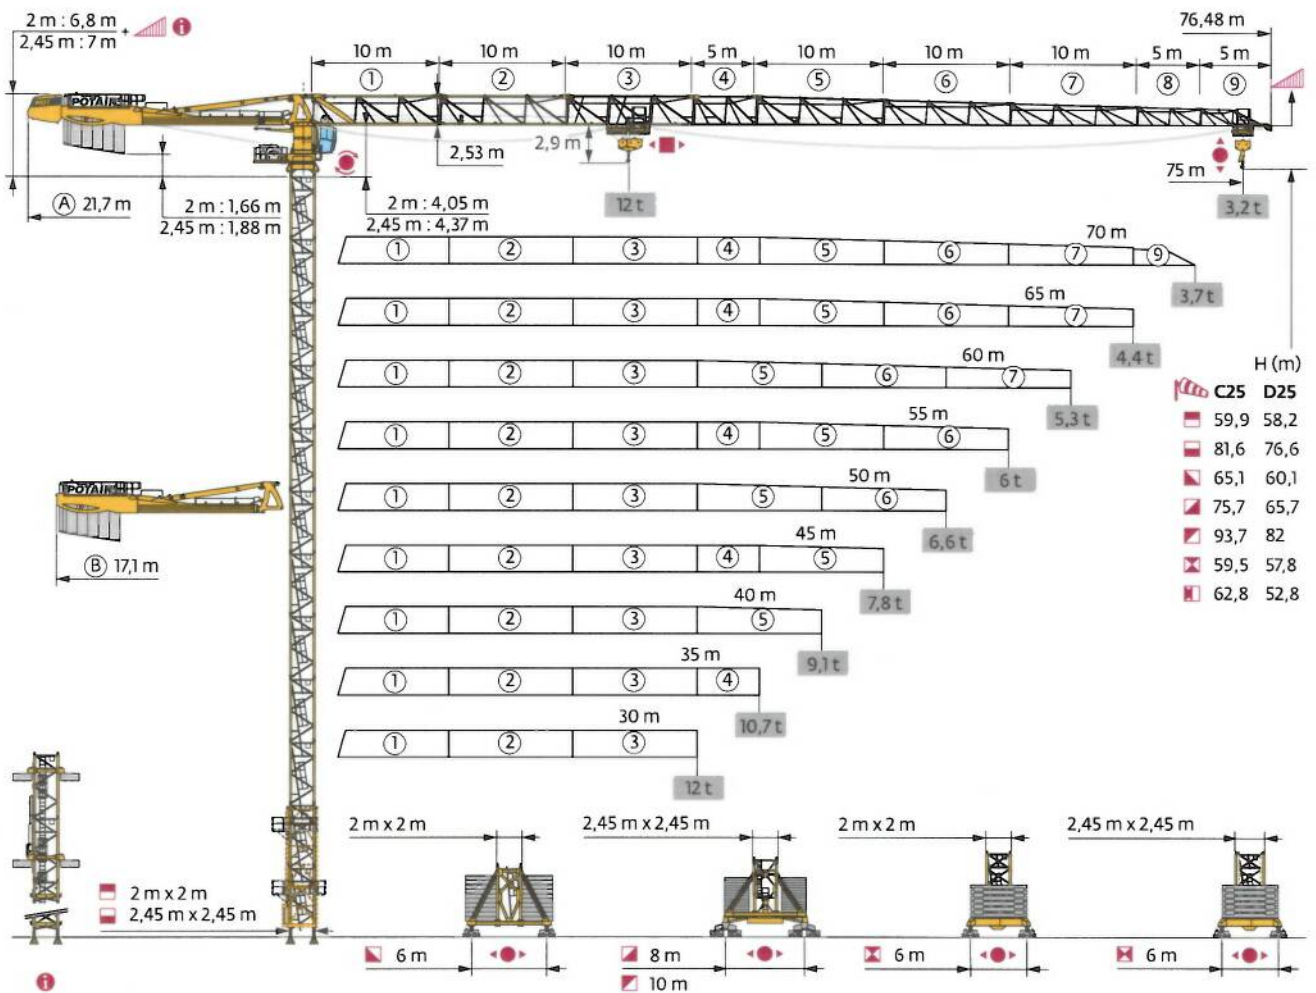 2 m : 6,8 m
2,45 m : 7 m
+
i
76,48 m
10 m 10 m 10 m 5 m 10 m 10 m 10 m 5 m 5 m
1 2 3 4 5 6 7 8 9
POTAIN
2,53 m
2,9 m
75 m
12 t
3,2 t
A 21,7 m
2 m : 1,66 m
2,45 m : 1,88 m
2 m : 4,05 m
2,45 m : 4,37 m
70 m
1 2 3 4 5 6 7 9
3,7 t
65 m
1 2 3 4 5 6 7
4,4 t
60 m
1 2 3 5 6 7
5,3 t
55 m
1 2 3 4 5 6
6 t
50 m
1 2 3 5 6
6,6 t
45 m
1 2 3 4 5
7,8 t
40 m
1 2 3 5
9,1 t
35 m
1 2 3 4
10,7 t
30 m
1 2 3
12 t
H (m)
C25 D25
59,9 58,2
81,6 76,6
65,1 60,1
75,7 65,7
93,7 82
59,5 57,8
62,8 52,8
POTAIN
B 17,1 m
2 m x 2 m
2,45 m x 2,45 m
2 m x 2 m
2,45 m x 2,45 m
2 m x 2 m
2,45 m x 2,45 m
6 m
8 m
10 m
6 m
6 m
i